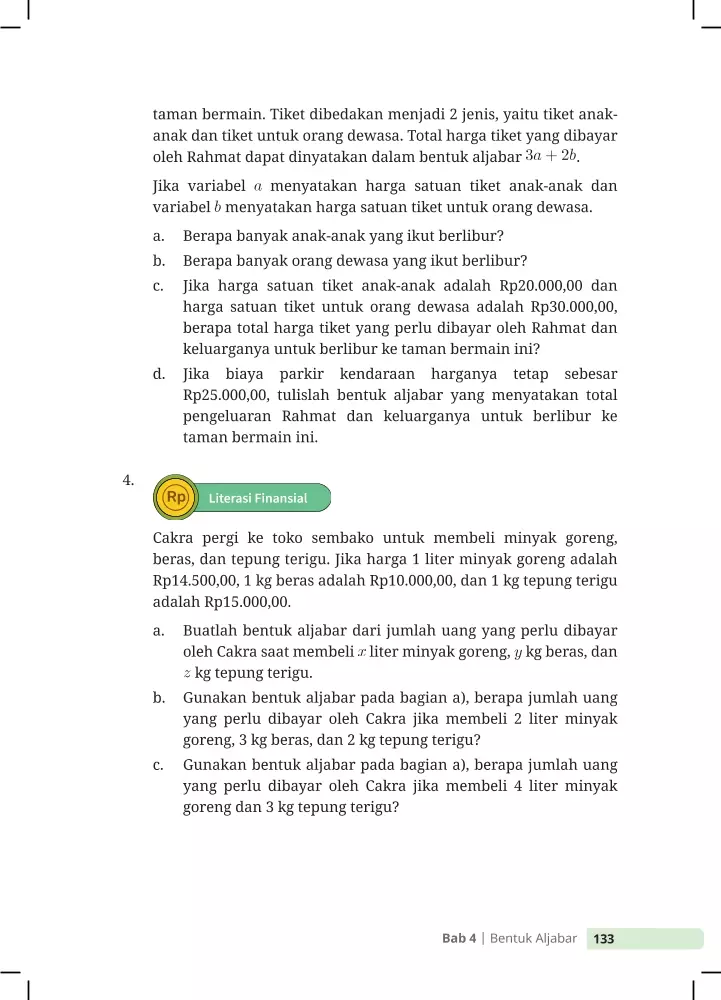 taman bermain. Tiket dibedakan menjadi 2 jenis, yaitu tiket anak-
anak dan tiket untuk orang dewasa. Total harga tiket yang dibayar
oleh Rahmat dapat dinyatakan dalam bentuk aljabar 3a + 2b.
Jika variabel a menyatakan harga satuan tiket anak-anak dan
variabel b menyatakan harga satuan tiket untuk orang dewasa.
a. Berapa banyak anak-anak yang ikut berlibur?
b. Berapa banyak orang dewasa yang ikut berlibur?
c. Jika harga satuan tiket anak-anak adalah Rp20.000,00 dan
harga satuan tiket untuk orang dewasa adalah Rp30.000,00,
berapa total harga tiket yang perlu dibayar oleh Rahmat dan
keluarganya untuk berlibur ke taman bermain ini?
d. Jika biaya parkir kendaraan harganya tetap sebesar
Rp25.000,00, tulislah bentuk aljabar yang menyatakan total
pengeluaran Rahmat dan keluarganya untuk berlibur ke
taman bermain ini.
4.
Rp Literasi Finansial
Cakra pergi ke toko sembako untuk membeli minyak goreng,
beras, dan tepung terigu. Jika harga 1 liter minyak goreng adalah
Rp14.500,00, 1 kg beras adalah Rp10.000,00, dan 1 kg tepung terigu
adalah Rp15.000,00.
a. Buatlah bentuk aljabar dari jumlah uang yang perlu dibayar
oleh Cakra saat membeli x liter minyak goreng, y kg beras, dan
z kg tepung terigu.
b. Gunakan bentuk aljabar pada bagian a), berapa jumlah uang
yang perlu dibayar oleh Cakra jika membeli 2 liter minyak
goreng, 3 kg beras, dan 2 kg tepung terigu?
c. Gunakan bentuk aljabar pada bagian a), berapa jumlah uang
yang perlu dibayar oleh Cakra jika membeli 4 liter minyak
goreng dan 3 kg tepung terigu?
Bab 4 | Bentuk Aljabar 133